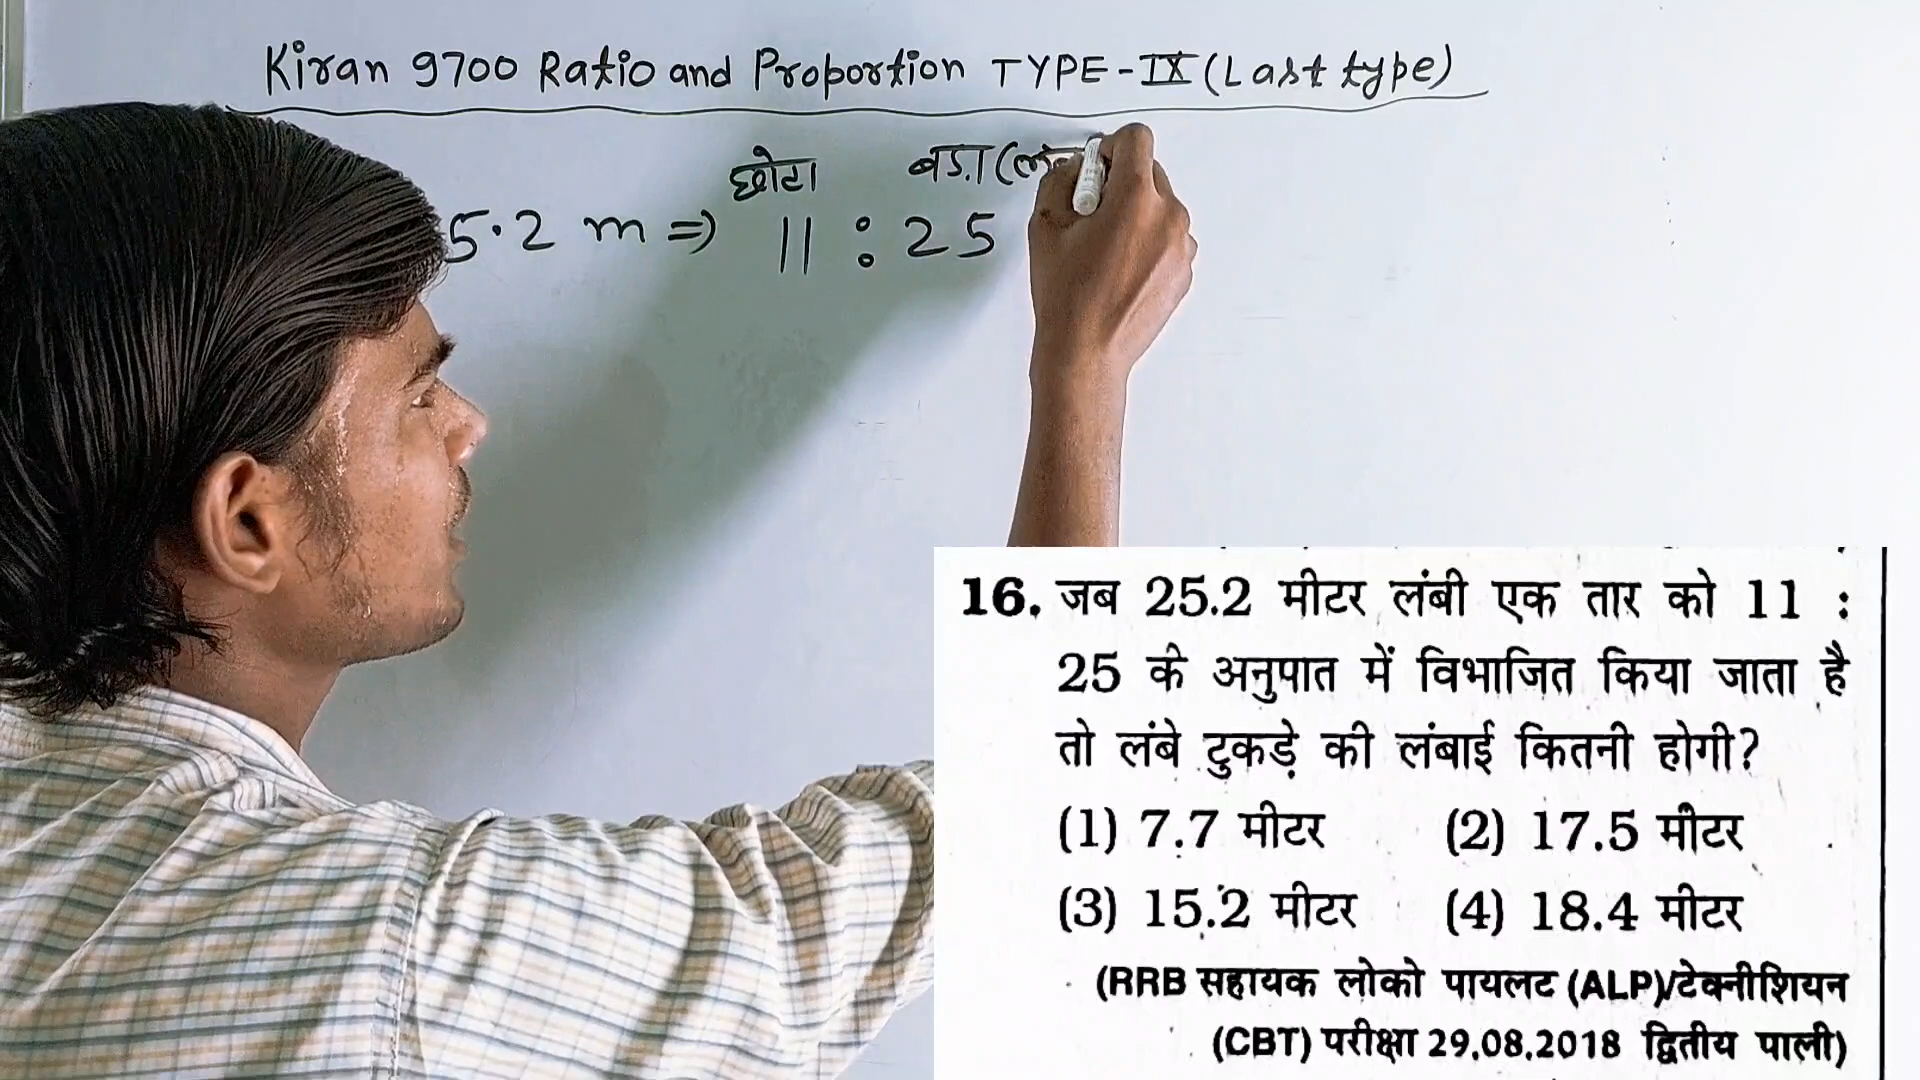 Kiran 9700 Ratio and Proportion TYPE-IX (Last type)
छोटा बड़ा (
5.2 m ⇒ 11 : 25
16. जब 25.2 मीटर लंबी एक तार को 11 :
25 के अनुपात में विभाजित किया जाता है
तो लंबे टुकड़े की लंबाई कितनी होगी?
(1) 7.7 मीटर (2) 17.5 मीटर
(3) 15.2 मीटर (4) 18.4 मीटर
(RRB सहायक लोको पायलट (ALP)/टेक्नीशियन
(CBT) परीक्षा 29.08.2018 द्वितीय पाली)